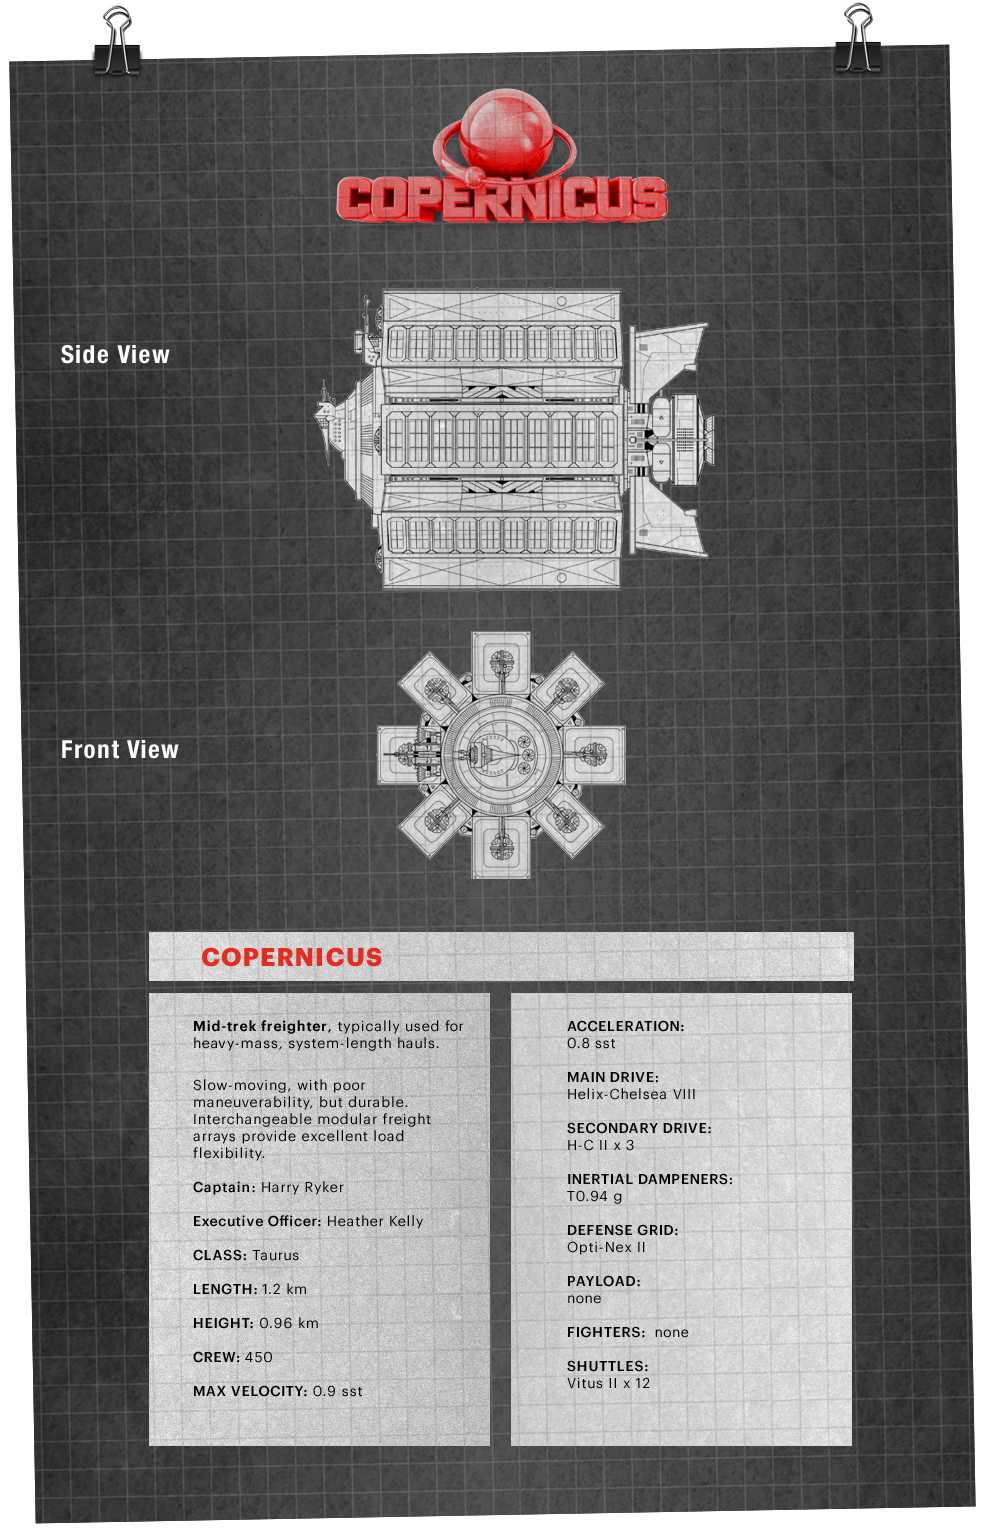 COPERNICUS
Side View
Front View
COPERNICUS
Mid-trek freighter, typically used for
heavy-mass, system-length hauls.
Slow-moving, with poor
maneuverability, but durable.
Interchangeable modular freight
arrays provide excellent load
flexibility.
Captain: Harry Ryker
Executive Officer: Heather Kelly
CLASS: Taurus
LENGTH: 1.2 km
HEIGHT: 0.96 km
CREW: 450
MAX VELOCITY: 0.9 sst
ACCELERATION:
0.8 sst
MAIN DRIVE:
Helix-Chelsea VIII
SECONDARY DRIVE:
H-C II x 3
INERTIAL DAMPENERS:
T0.94 g
DEFENSE GRID:
Opti-Nex II
PAYLOAD:
none
FIGHTERS: none
SHUTTLES:
Vitus II x 12